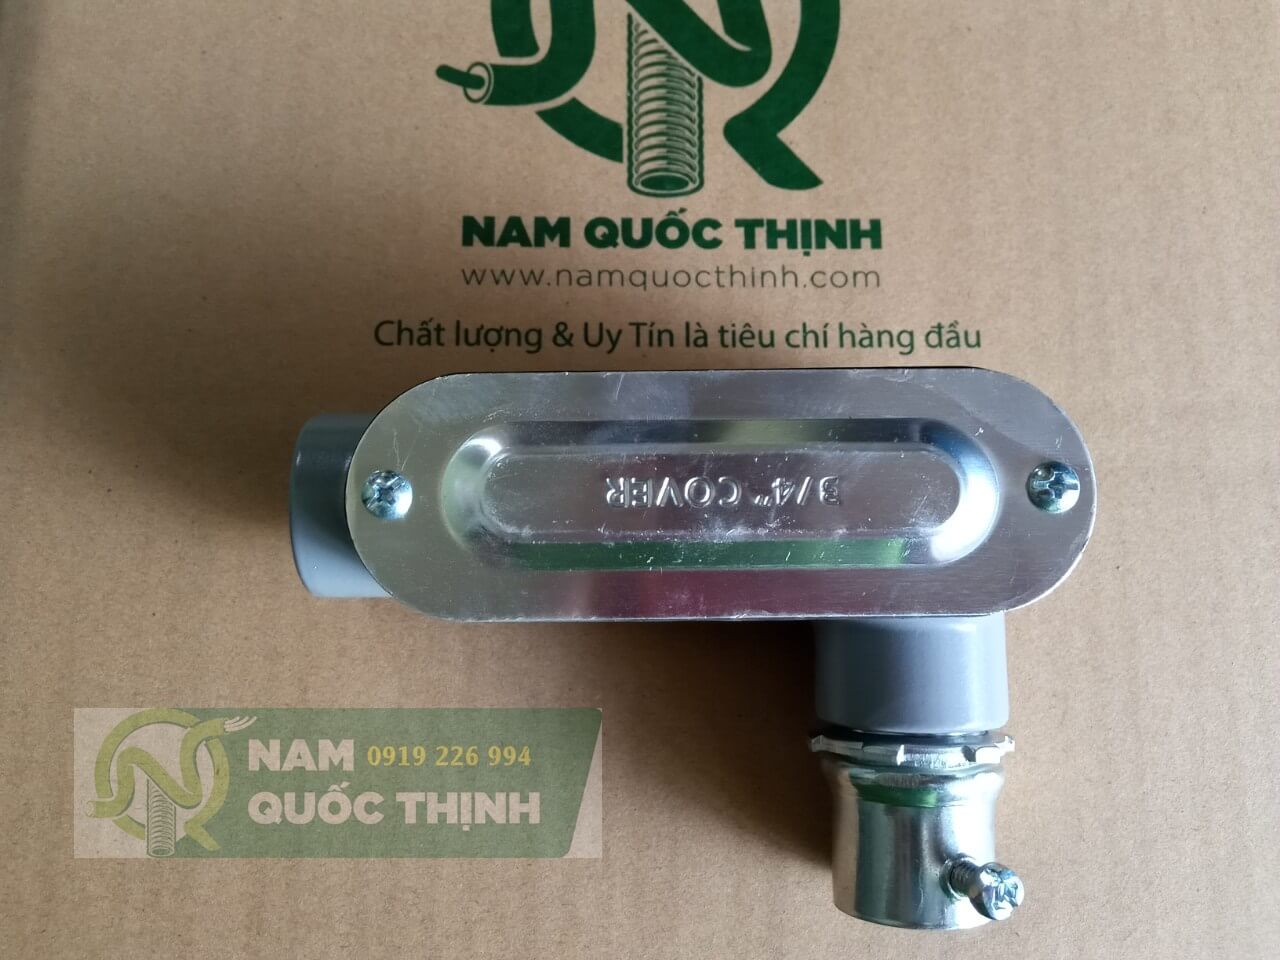 NAM QUỐC THỊNH
www.namquocthinh.com
Chất lượng & Uy Tín là tiêu chí hàng đầu
3/4" COVER
NAM 0919 226 994
QUỐC THỊNH